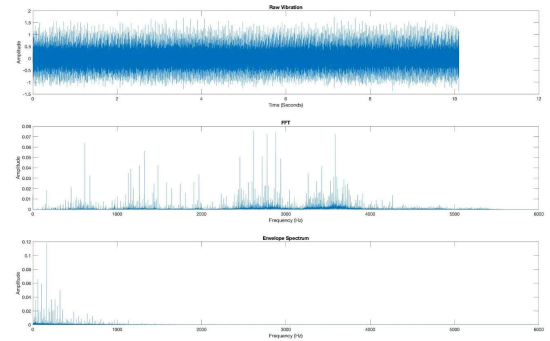 Raw Vibration
2
1.5
1
0.5
0
-0.5
-1
-1.5
Amplitude
0 2 4 6 8 10 12
Time (Seconds)
FFT
0.08
0.07
0.06
0.05
0.04
0.03
0.02
0.01
0
Amplitude
0 1000 2000 3000 4000 5000 6000
Frequency (Hz)
Envelope Spectrum
0.12
0.1
0.08
0.06
0.04
0.02
0
Amplitude
0 1000 2000 3000 4000 5000 6000
Frequency (Hz)